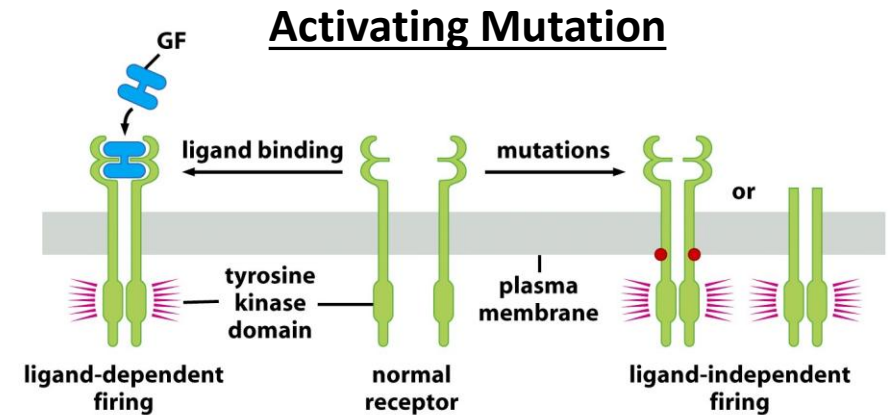 Activating Mutation
GF
ligand binding
mutations
or
tyrosine
kinase
domain
plasma
membrane
ligand-dependent
firing
normal
receptor
ligand-independent
firing